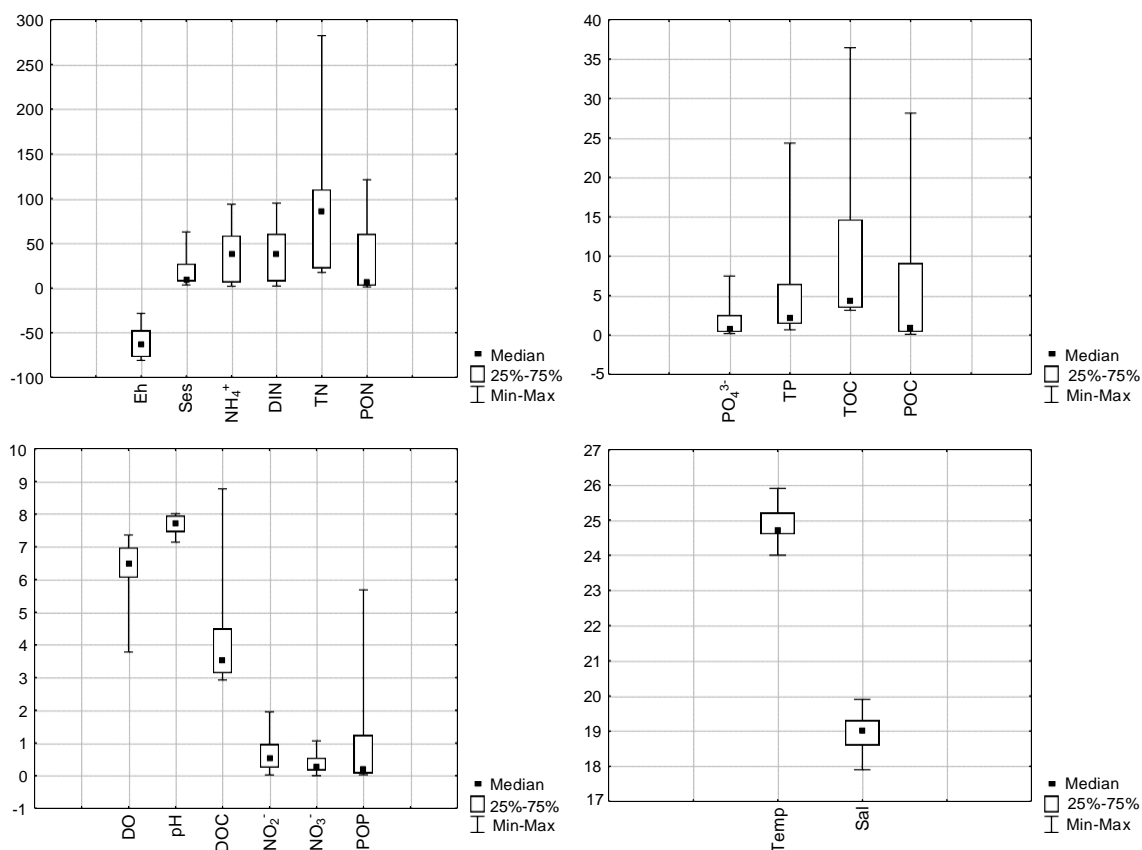 300
250
200
150
100
50
0
-50
-100
Eh
Ses
NH₄⁺
DIN
TN
PON
Median
25%-75%
Min-Max
40
35
30
25
20
15
10
5
0
-5
PO₄³⁻
TP
TOC
POC
Median
25%-75%
Min-Max
10
9
8
7
6
5
4
3
2
1
0
-1
DO
pH
DOC
NO₂⁻
NO₃⁻
POP
Median
25%-75%
Min-Max
27
26
25
24
23
22
21
20
19
18
17
Temp
Sal
Median
25%-75%
Min-Max